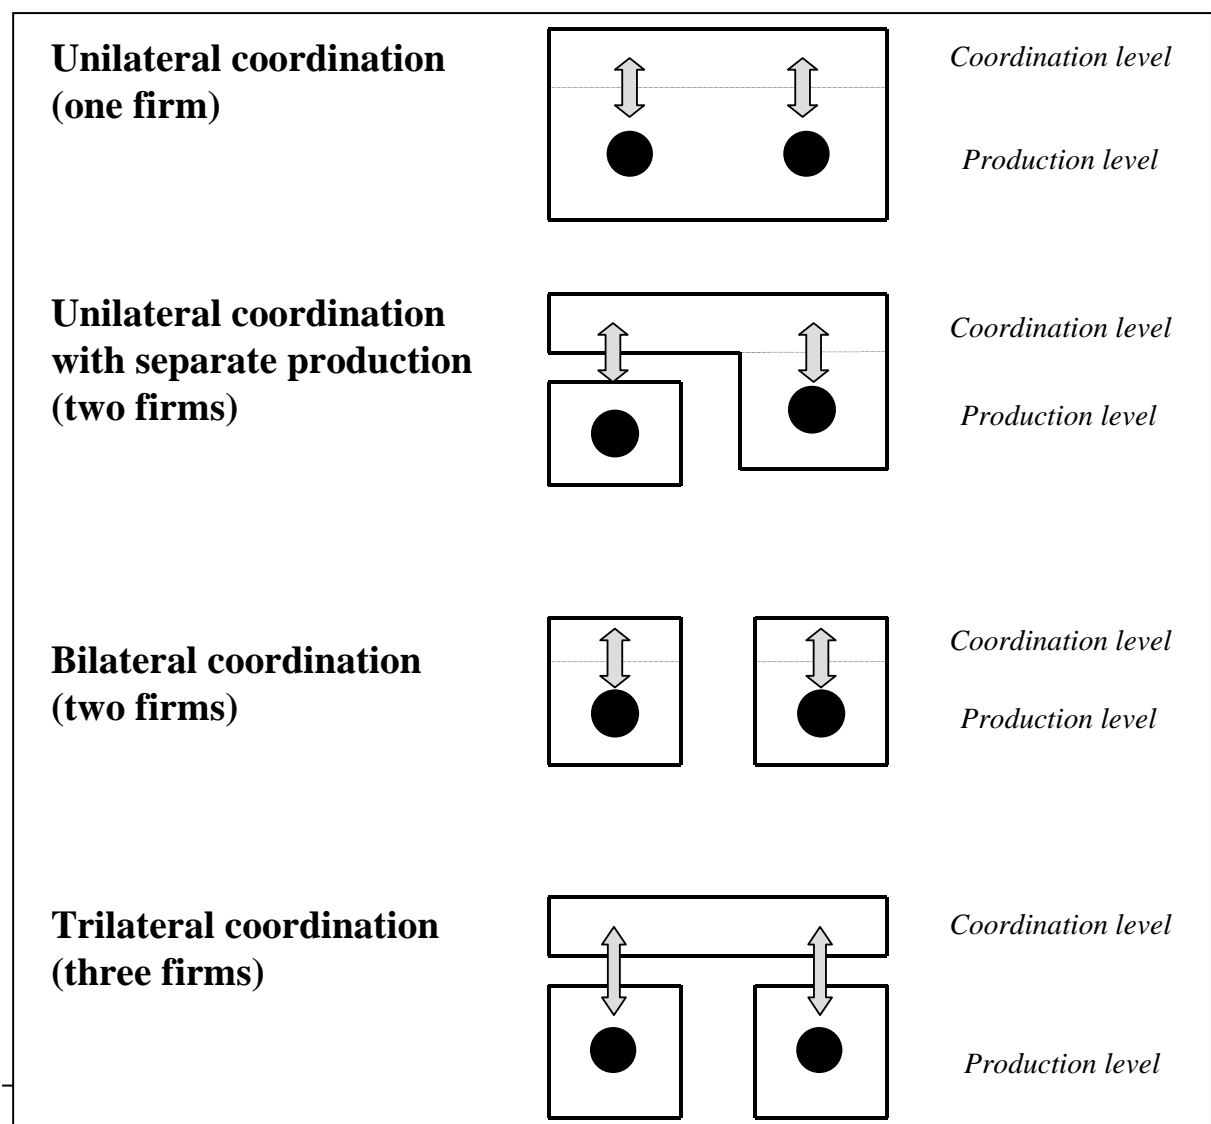 Unilateral coordination
(one firm)
Coordination level
Production level
Unilateral coordination
with separate production
(two firms)
Coordination level
Production level
Bilateral coordination
(two firms)
Coordination level
Production level
Trilateral coordination
(three firms)
Coordination level
Production level